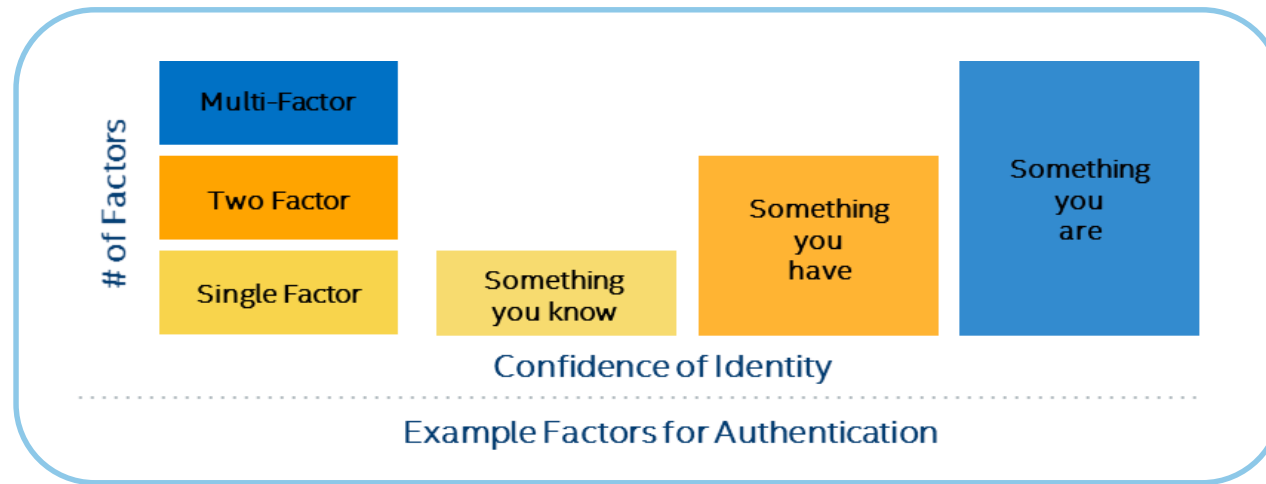 # of Factors
Multi-Factor
Two Factor
Single Factor
Something
you know
Something
you
have
Something
you
are
Confidence of Identity
Example Factors for Authentication